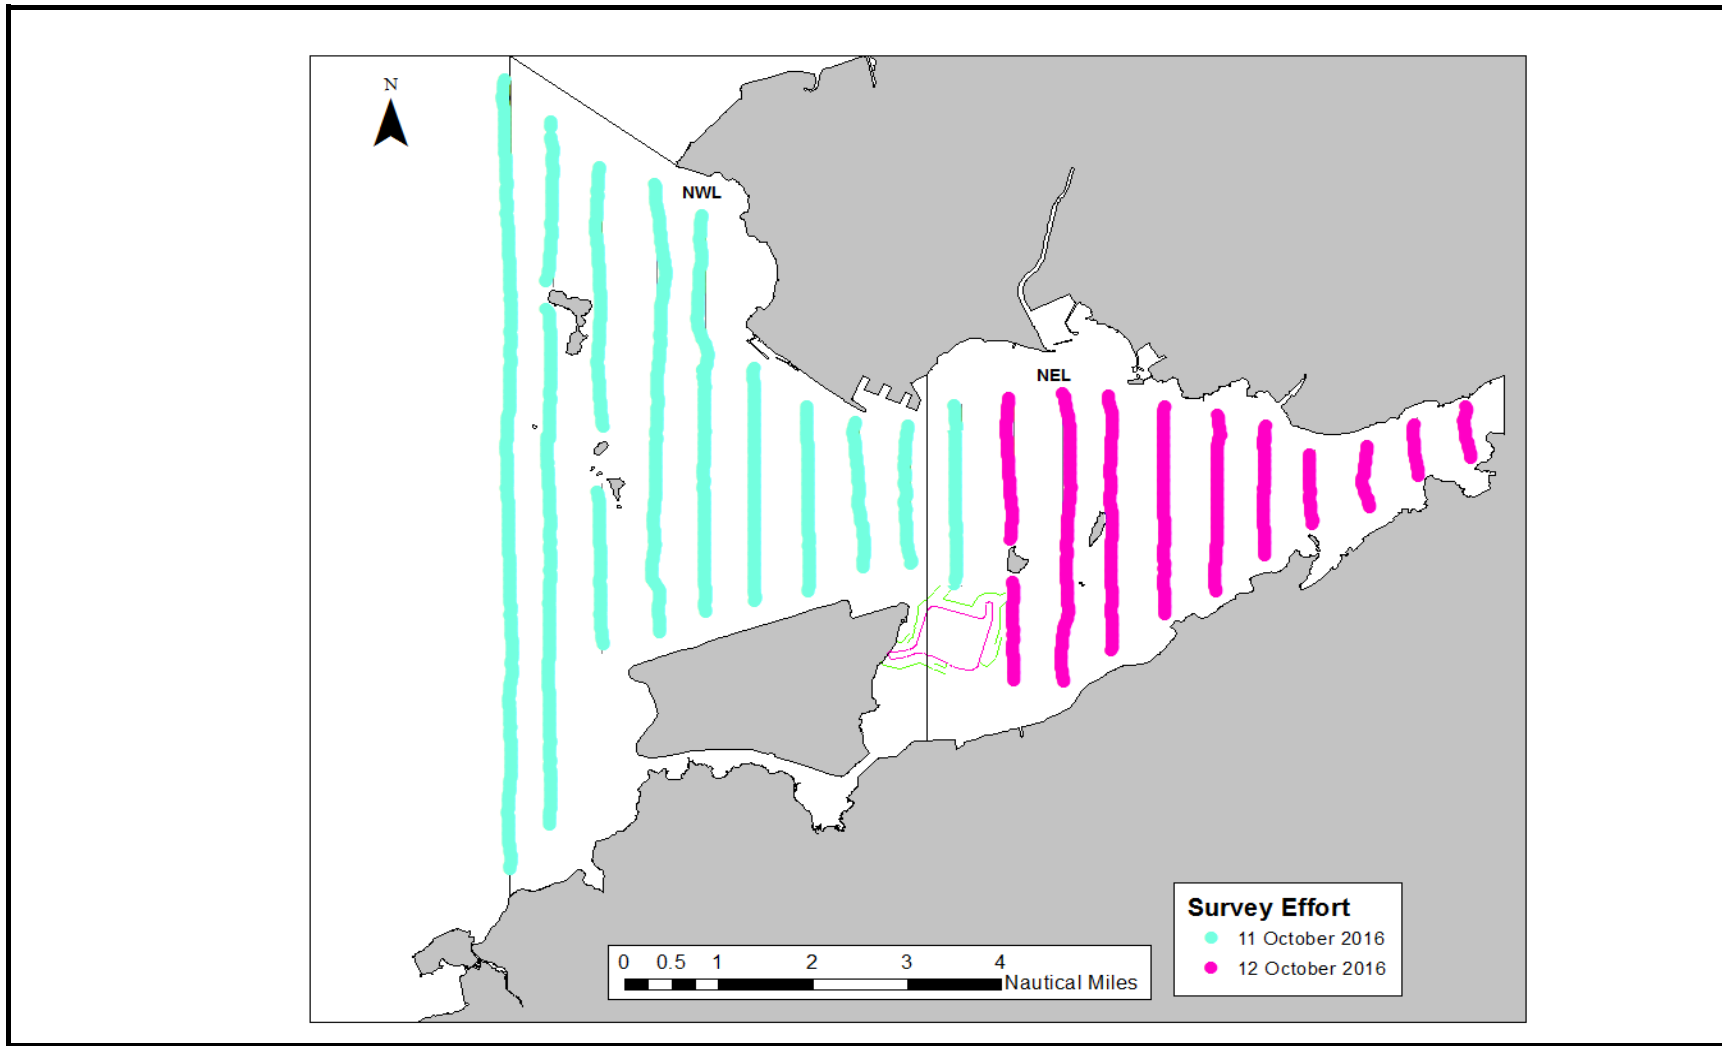 N
NWL
NEL
Survey Effort
11 October 2016
12 October 2016
0 0.5 1 2 3 4
Nautical Miles